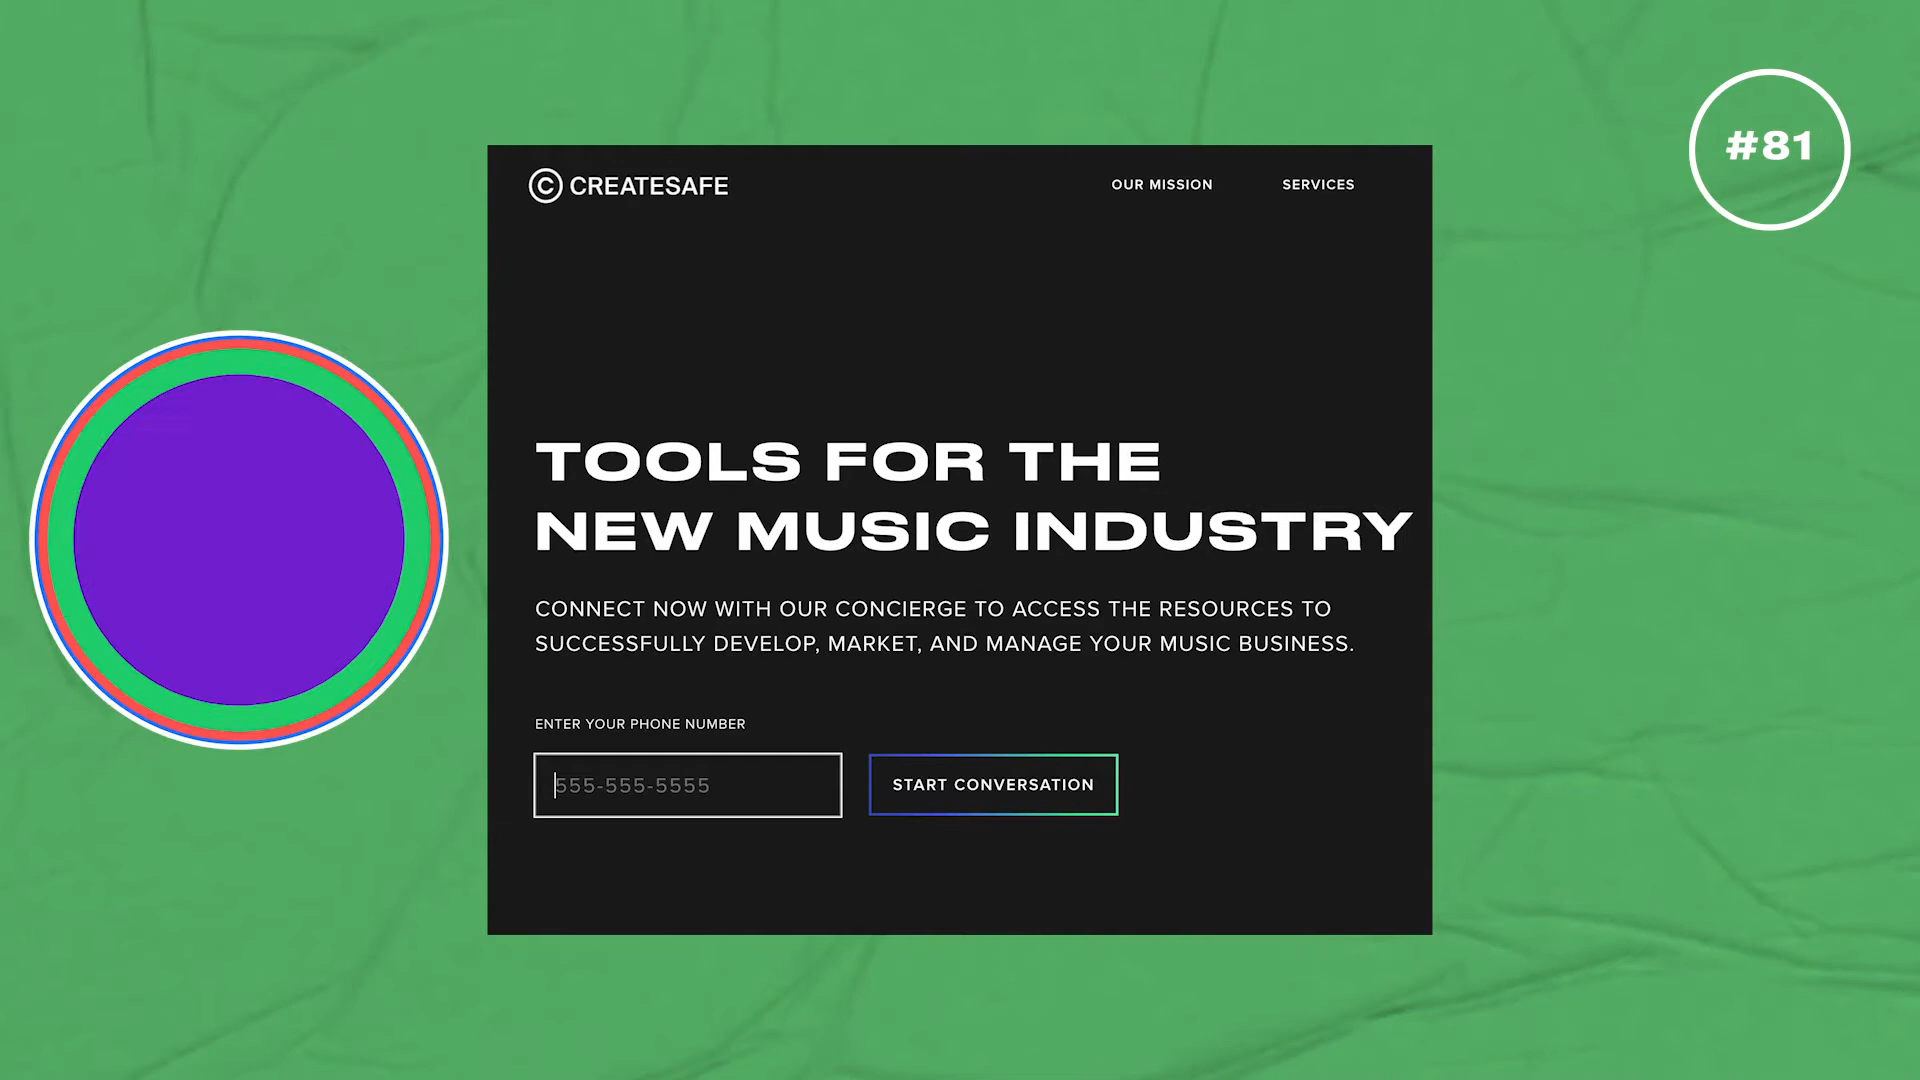 #81
© CREATESAFE
OUR MISSION
SERVICES
TOOLS FOR THE
NEW MUSIC INDUSTRY
CONNECT NOW WITH OUR CONCIERGE TO ACCESS THE RESOURCES TO
SUCCESSFULLY DEVELOP, MARKET, AND MANAGE YOUR MUSIC BUSINESS.
ENTER YOUR PHONE NUMBER
555-555-5555
START CONVERSATION